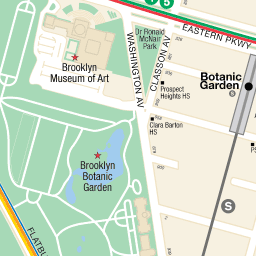 5
EASTERN PKWY
Dr Ronald
McNair
Park
WASHINGTON AV
CLASSON AV
Brooklyn
Museum of Art
Botanic
Garden
Prospect
Heights HS
Clara Barton
HS
Brooklyn
Botanic
Garden
S
FLATBU